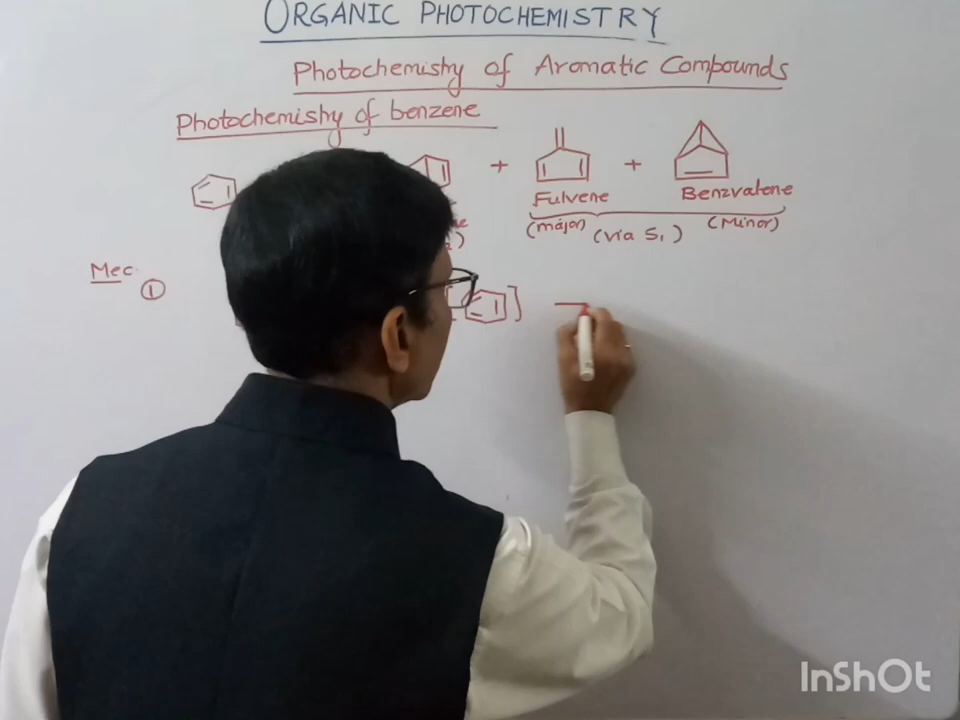 ORGANIC PHOTOCHEMISTRY
Photochemistry of Aromatic Compounds
Photochemistry of benzene
+ +
Fulvene Benzvalene
(major) (via S₁) (Minor)
Mec
①
InShOt